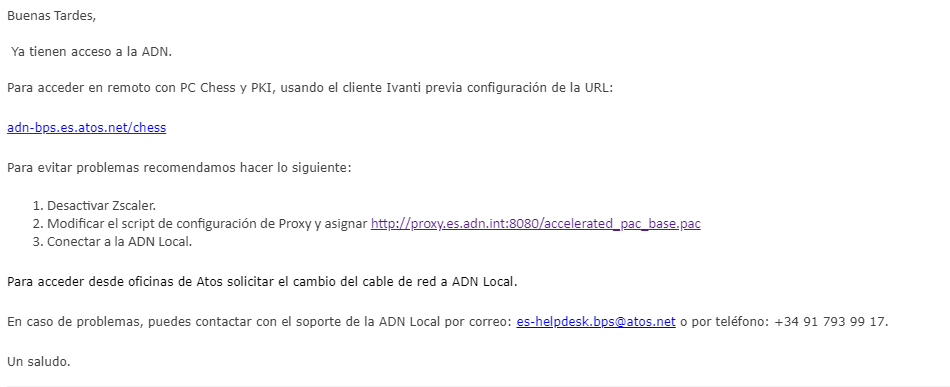 Buenas Tardes,
Ya tienen acceso a la ADN.
Para acceder en remoto con PC Chess y PKI, usando el cliente Ivanti previa configuración de la URL:
adn-bps.es.atos.net/chess
Para evitar problemas recomendamos hacer lo siguiente:
1. Desactivar Zscaler.
2. Modificar el script de configuración de Proxy y asignar http://proxy.es.adn.int:8080/accelerated_pac_base.pac
3. Conectar a la ADN Local.
Para acceder desde oficinas de Atos solicitar el cambio del cable de red a ADN Local.
En caso de problemas, puedes contactar con el soporte de la ADN Local por correo: es-helpdesk.bps@atos.net o por teléfono: +34 91 793 99 17.
Un saludo.